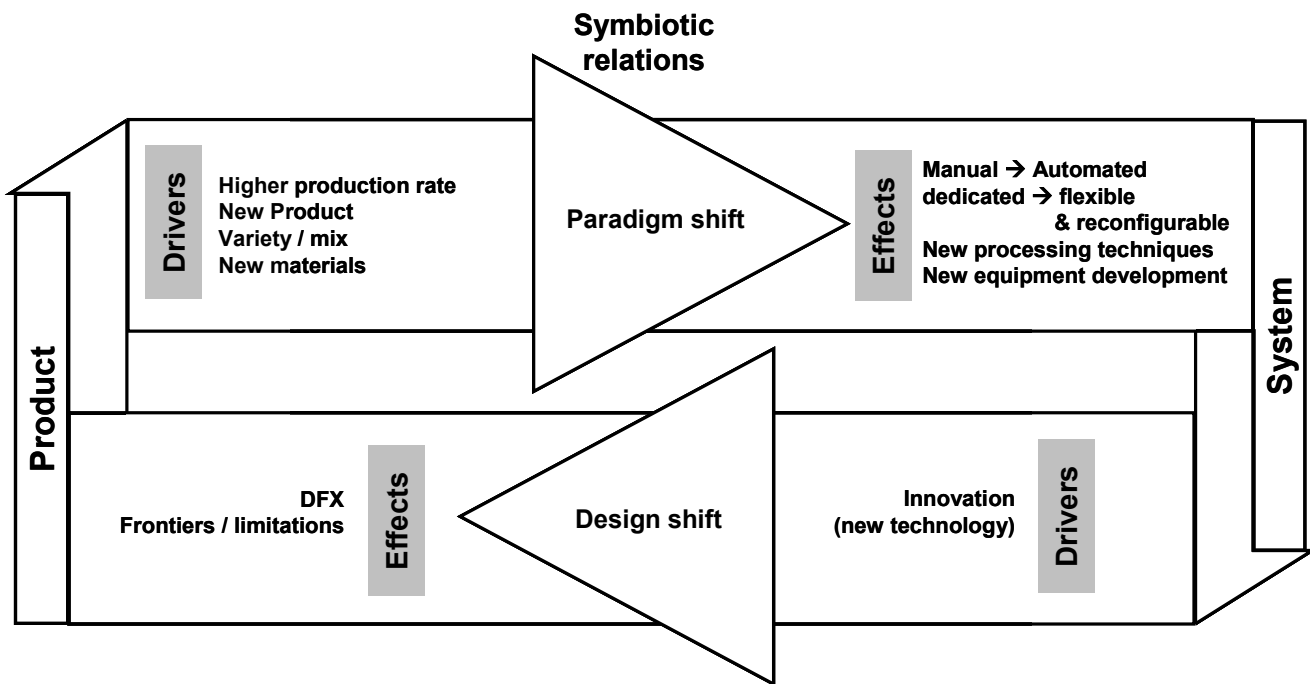 Symbiotic
relations
Product
Drivers
Higher production rate
New Product
Variety / mix
New materials
Paradigm shift
Effects
Manual → Automated
dedicated → flexible
& reconfigurable
New processing techniques
New equipment development
System
DFX
Frontiers / limitations
Effects
Design shift
Innovation
(new technology)
Drivers